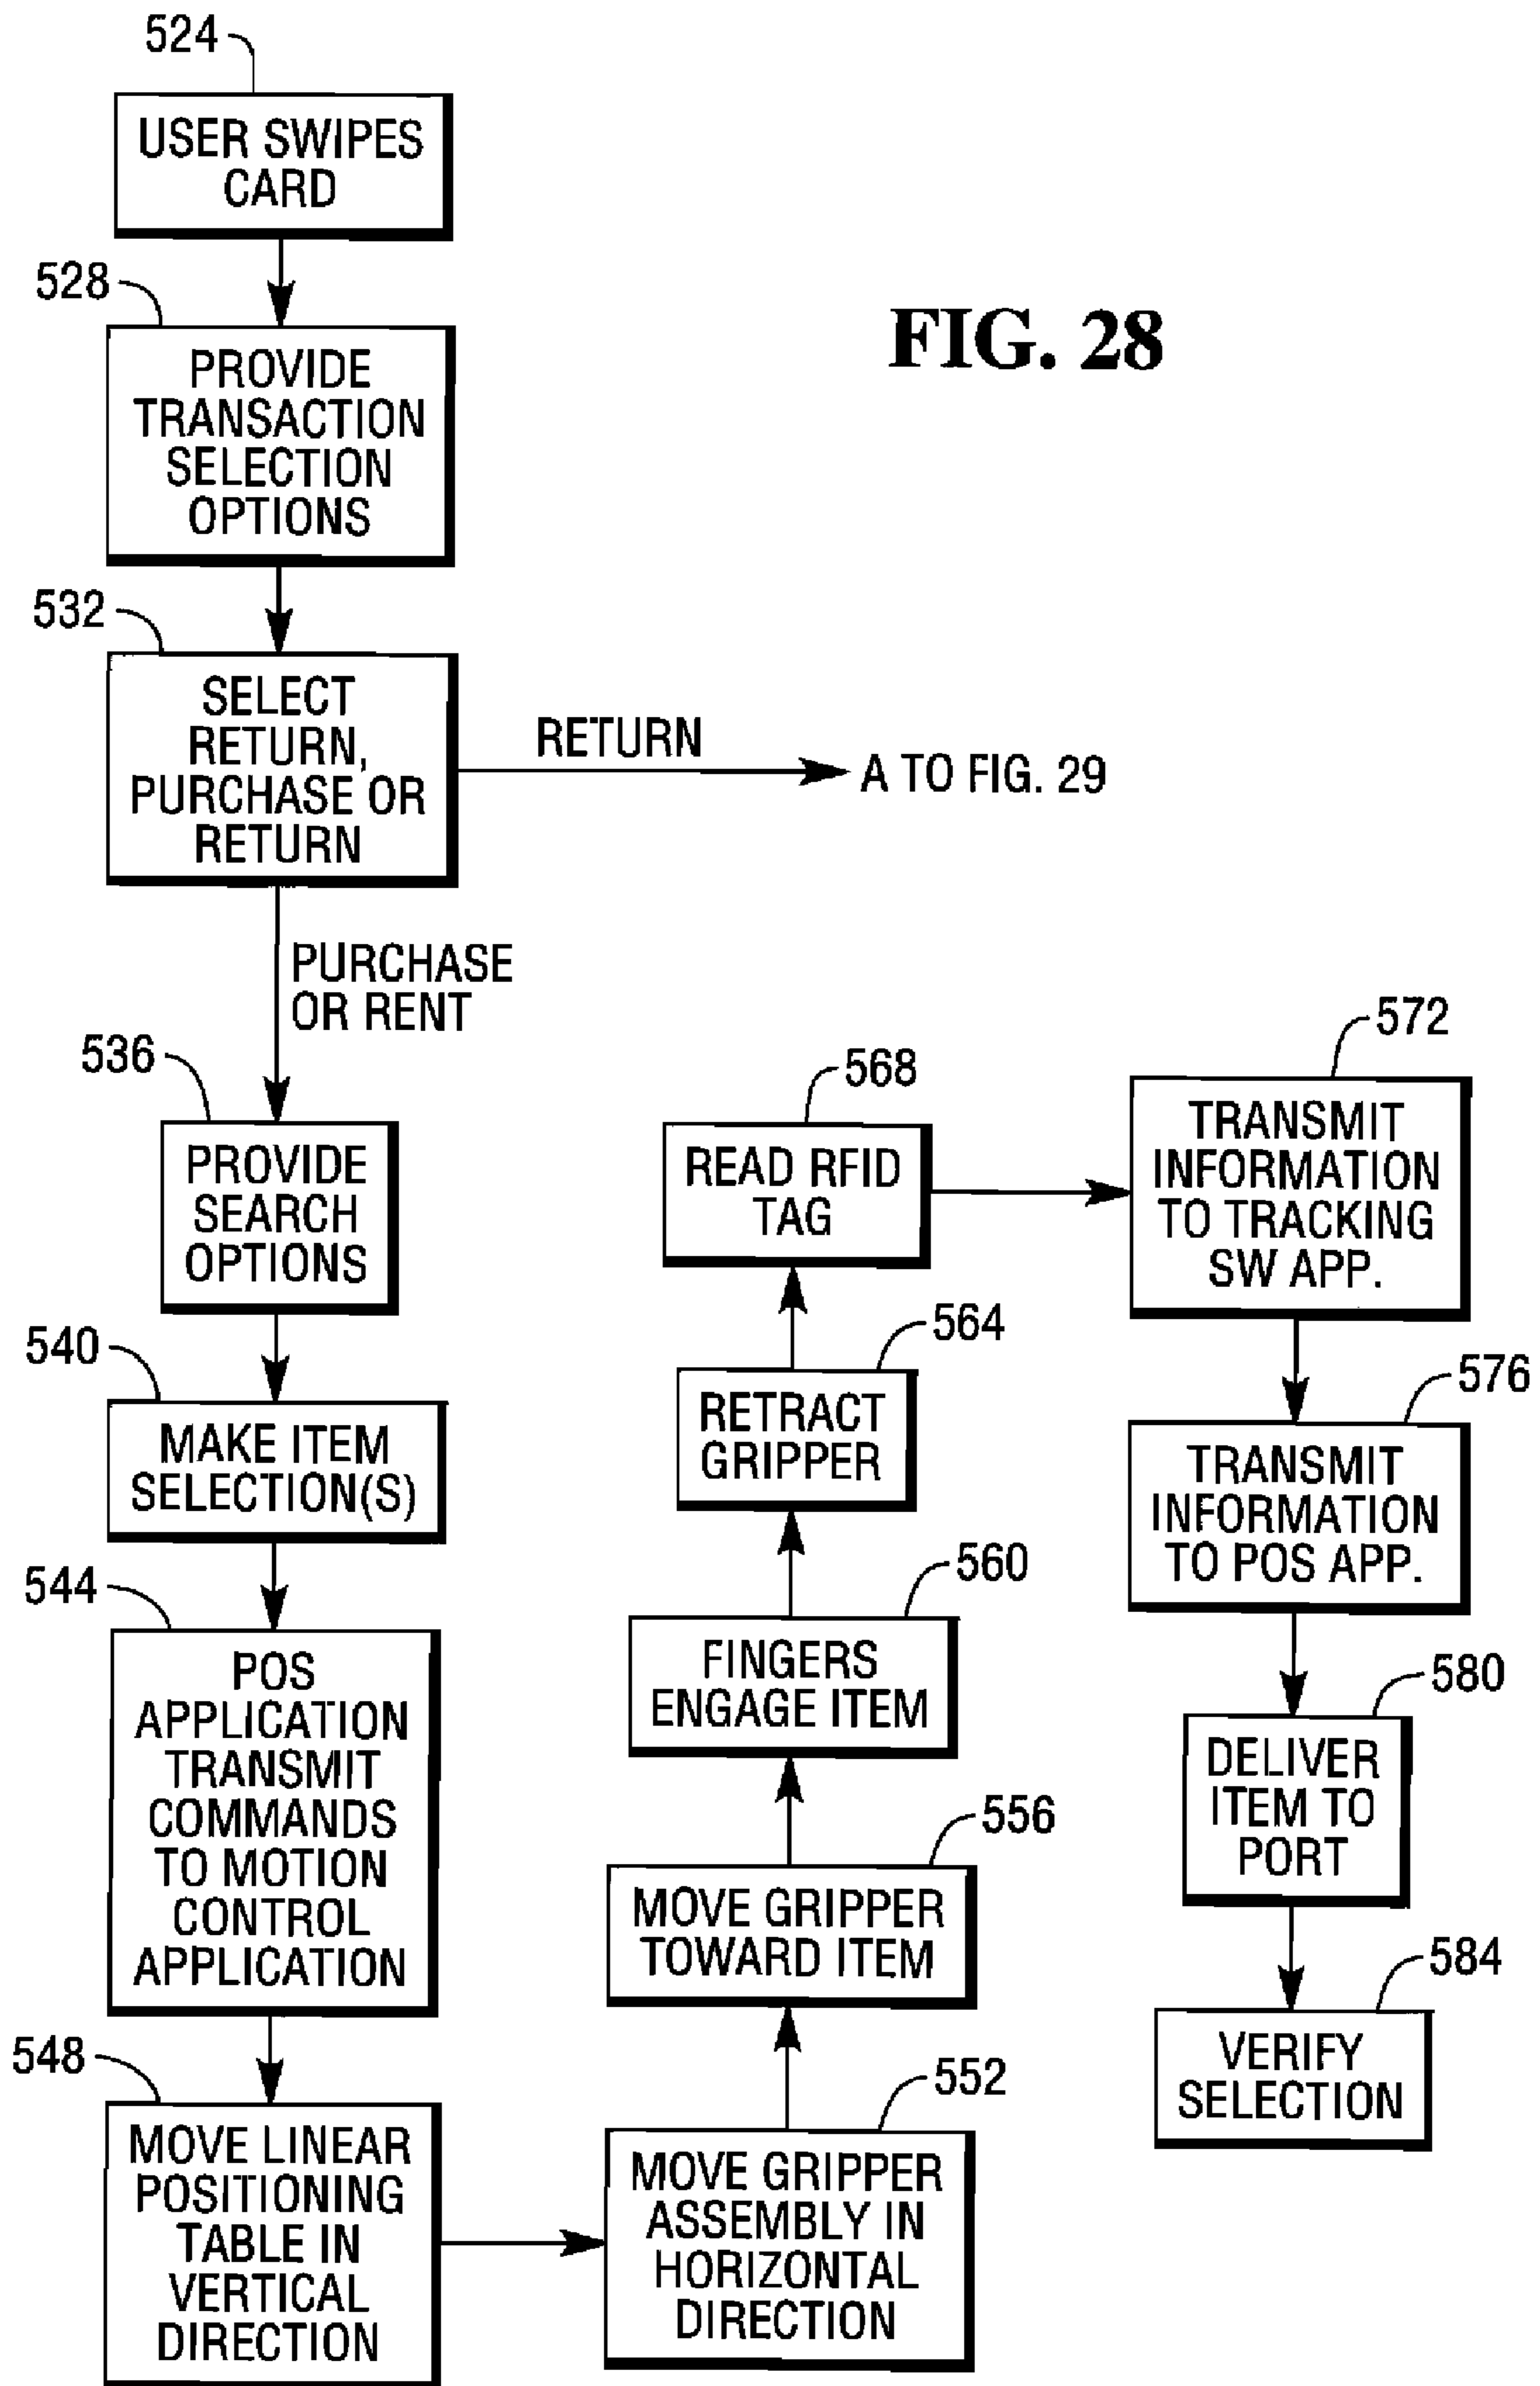 524
USER SWIPES
CARD
528
PROVIDE
TRANSACTION
SELECTION
OPTIONS
FIG. 28
532
SELECT
RETURN,
PURCHASE OR
RETURN
RETURN
A TO FIG. 29
PURCHASE
OR RENT
536
PROVIDE
SEARCH
OPTIONS
540
MAKE ITEM
SELECTION(S)
544
POS
APPLICATION
TRANSMIT
COMMANDS
TO MOTION
CONTROL
APPLICATION
548
MOVE LINEAR
POSITIONING
TABLE IN
VERTICAL
DIRECTION
552
MOVE GRIPPER
ASSEMBLY IN
HORIZONTAL
DIRECTION
556
MOVE GRIPPER
TOWARD ITEM
560
FINGERS
ENGAGE ITEM
564
RETRACT
GRIPPER
568
READ RFID
TAG
572
TRANSMIT
INFORMATION
TO TRACKING
SW APP.
576
TRANSMIT
INFORMATION
TO POS APP.
580
DELIVER
ITEM TO
PORT
584
VERIFY
SELECTION